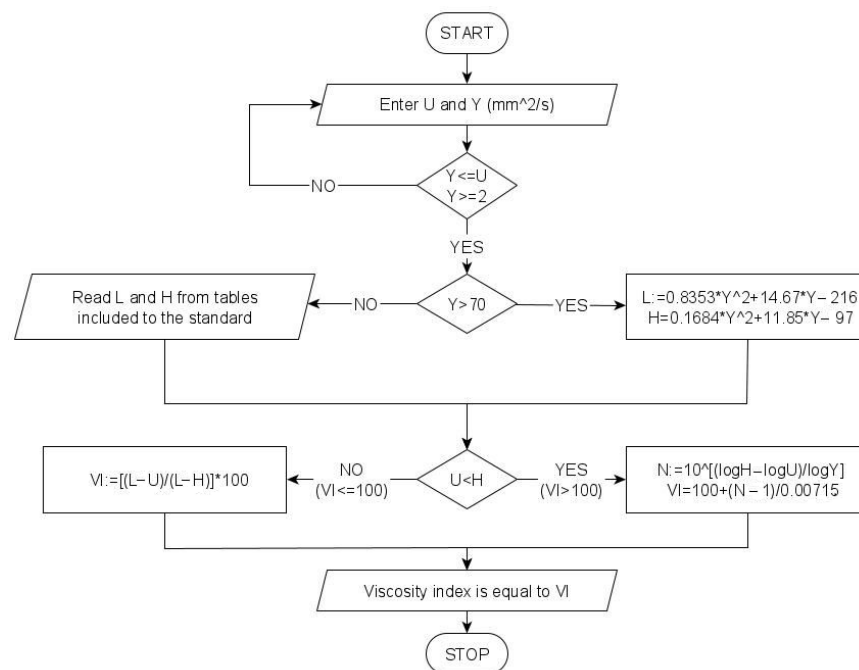 START
Enter U and Y (mm^2/s)
Y<=U
Y>=2
NO
YES
Read L and H from tables
included to the standard
NO
Y>70
YES
L:=0.8353*Y^2+14.67*Y– 216
H=0.1684*Y^2+11.85*Y– 97
VI:=[(L–U)/(L–H)]*100
NO
(VI<=100)
U<H
YES
(VI>100)
N:=10^[(logH–logU)/logY]
VI=100+(N – 1)/0.00715
Viscosity index is equal to VI
STOP